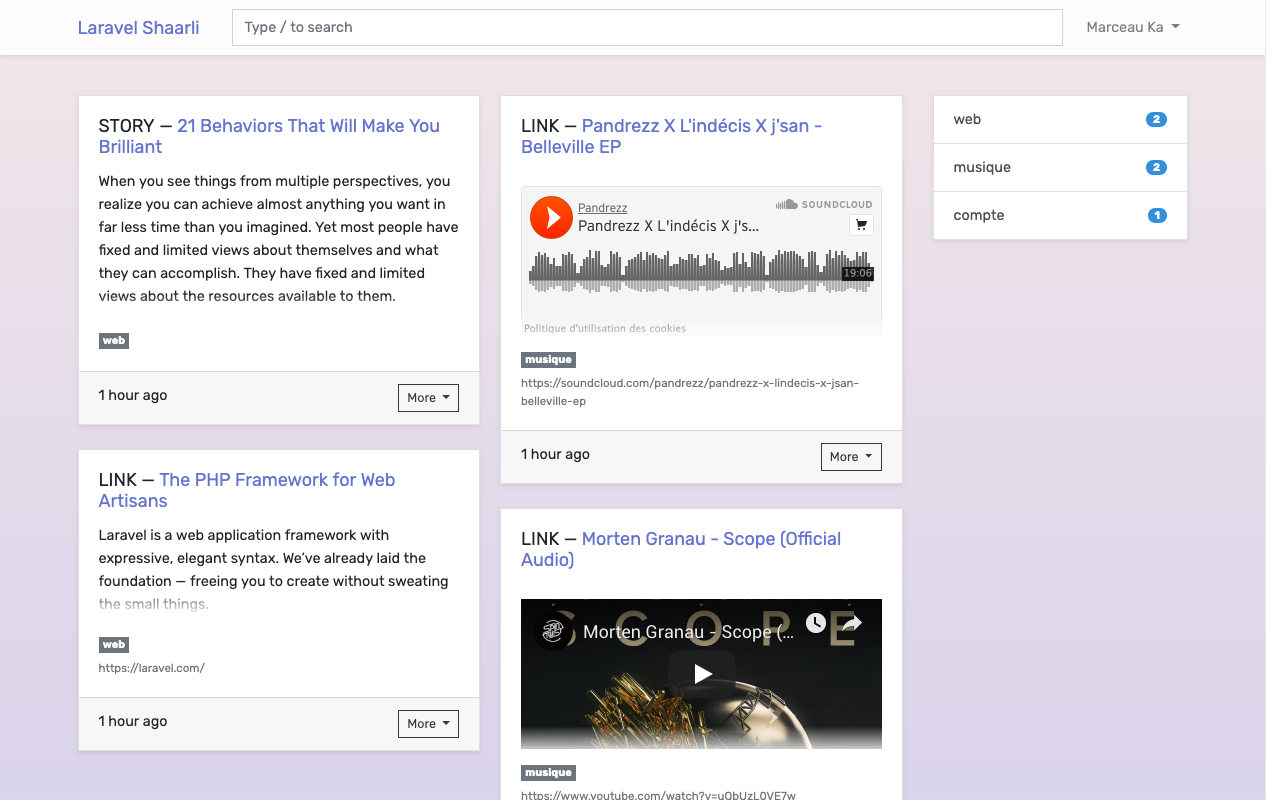 Laravel Shaarli
Type / to search
Marceau Ka
STORY — 21 Behaviors That Will Make You
Brilliant
When you see things from multiple perspectives, you
realize you can achieve almost anything you want in
far less time than you imagined. Yet most people have
fixed and limited views about themselves and what
they can accomplish. They have fixed and limited
views about the resources available to them.
web
1 hour ago
More
LINK — The PHP Framework for Web
Artisans
Laravel is a web application framework with
expressive, elegant syntax. We've already laid the
foundation — freeing you to create without sweating
the small things.
web
https://laravel.com/
1 hour ago
More
LINK — Pandrezz X L'indécis X j'san -
Belleville EP
Pandrezz
SOUNDCLOUD
Pandrezz X L'indécis X j's...
19:06
Politique d'utilisation des cookies
musique
https://soundcloud.com/pandrezz/pandrezz-x-lindecis-x-jsan-
belleville-ep
1 hour ago
More
LINK — Morten Granau - Scope (Official
Audio)
SCOPE
Morten Granau - Scope (...
musique
https://www.youtube.com/watch?v=uQbUzL0VE7w
web 2
musique 2
compte 1